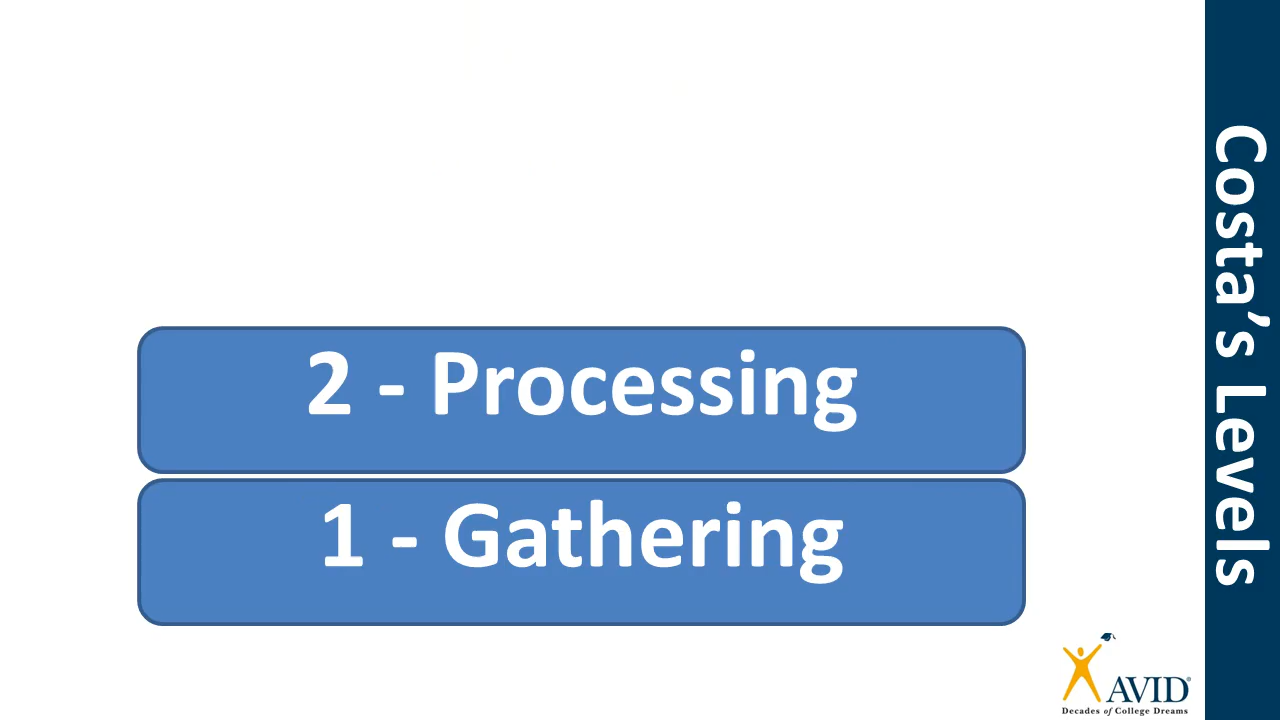 2 - Processing
1 - Gathering
Costa's Levels
AVID®
Decades of College Dreams